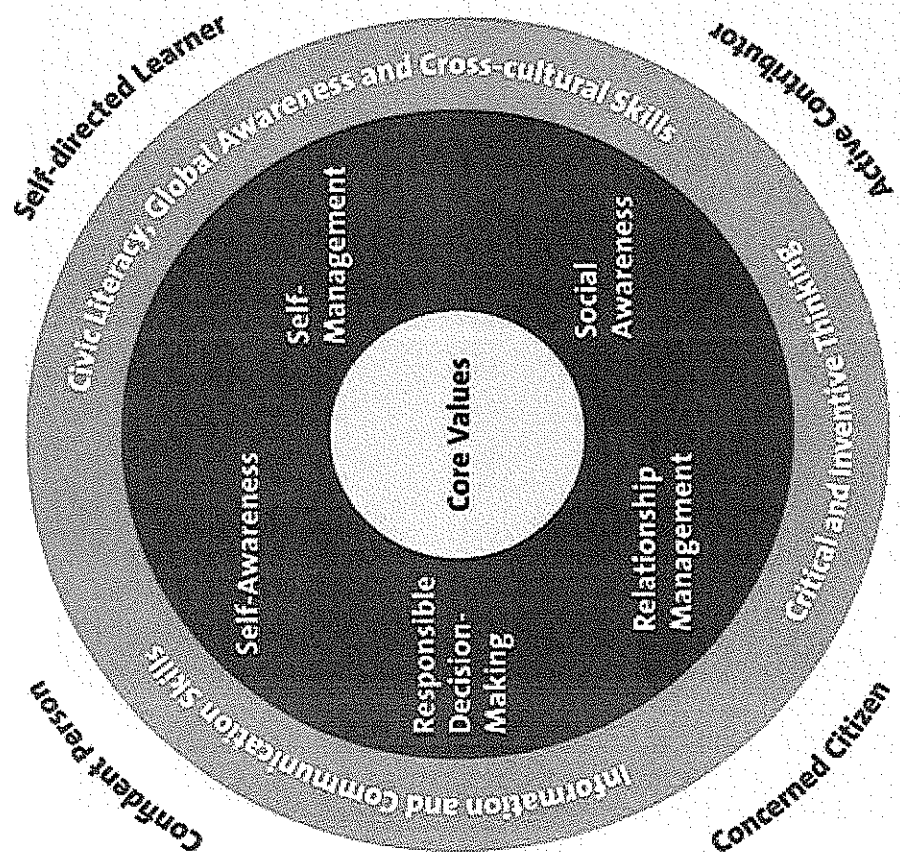 Confident Person
Self-directed Learner
Civic Literacy, Global Awareness and Cross-cultural Skills
Information and Communication Skills
Self-Awareness
Self-
Management
Core Values
Responsible
Decision-
Making
Social
Awareness
Relationship
Management
Critical and Inventive Thinking
Concerned Citizen
Active Contributor